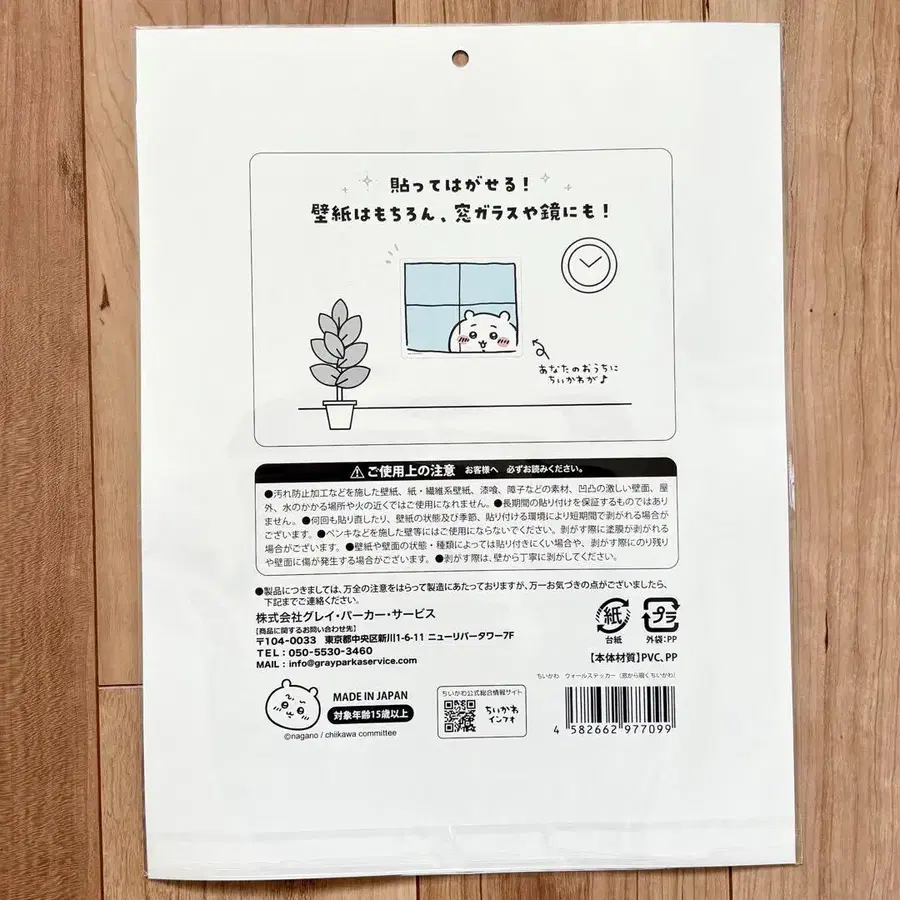 貼ってはがせる!
壁紙はもちろん、窓ガラスや鏡にも!
あなたのおうちに
ちいかわが♪
ご使用上の注意 お客様へ 必ずお読みください。
●汚れ防止加工などを施した壁紙、紙・繊維系壁紙、漆喰、障子などの素材、凹凸の激しい壁面、屋
外、水のかかる場所や火の近くではご使用になれません。●長期間の貼り付けを保証するものではあり
ません。●何回も貼り直したり、壁紙の状態及び季節、貼り付ける環境により短期間で剥がれる場合が
ございます。●ペンキなどを施した壁等にはご使用にならないでください。剥がす際に塗膜が剥がれる
場合がございます。●壁紙や壁面の状態・種類によっては貼り付きにくい場合や、剥がす際にのり残り
や壁面に傷が発生する場合がございます。●剥がす際は、壁から丁寧に剥がしてください。
●製品につきましては、万全の注意をはらって製造にあたっておりますが、万一お気づきの点がございましたら、
下記までご連絡ください。
株式会社グレイ・パーカー・サービス
【商品に関するお問い合わせ先】
〒104-0033 東京都中央区新川1-6-11 ニューリバータワー7F
TEL:050-5530-3460
MAIL:info@grayparkaservice.com
紙
台紙
プラ
外袋:PP
【本体材質】PVC、PP
ちいかわ ウォールステッカー(窓から覗くちいかわ)
MADE IN JAPAN
対象年齢15歳以上
©nagano / chiikawa committee
ちいかわ公式総合情報サイト
ちいかわ
インフォ
4 582662 977099